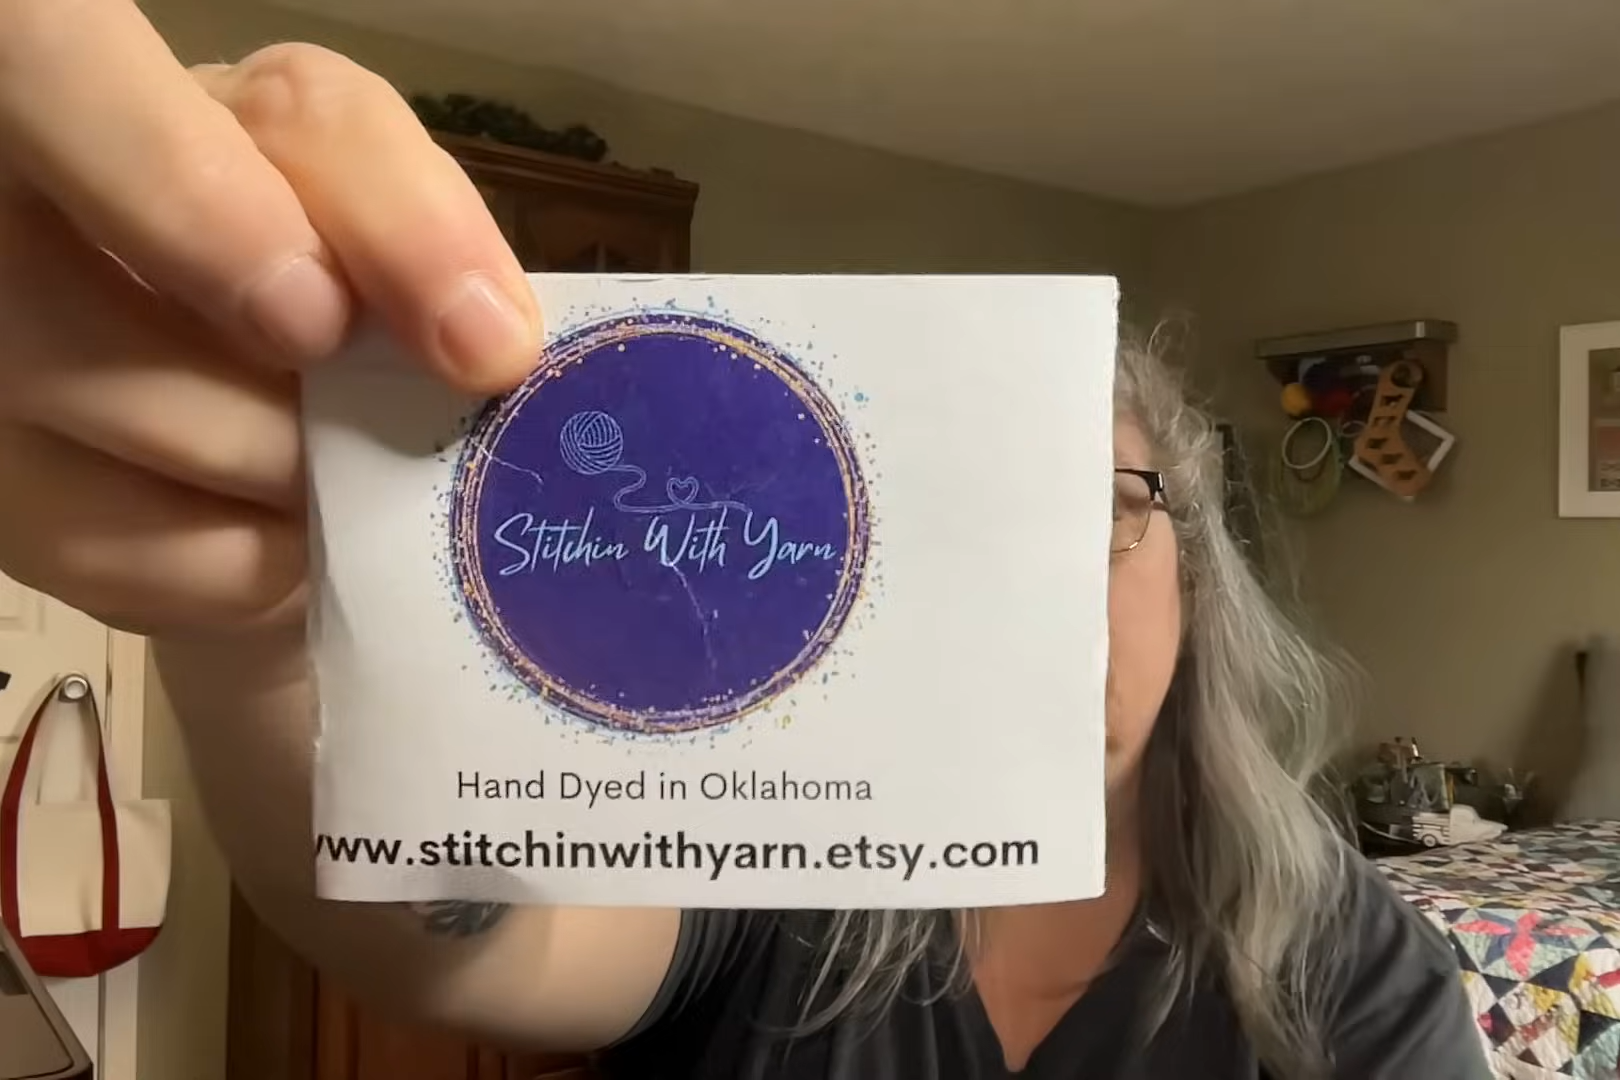 Stitchin With Yarn
Hand Dyed in Oklahoma
www.stitchinwithyarn.etsy.com